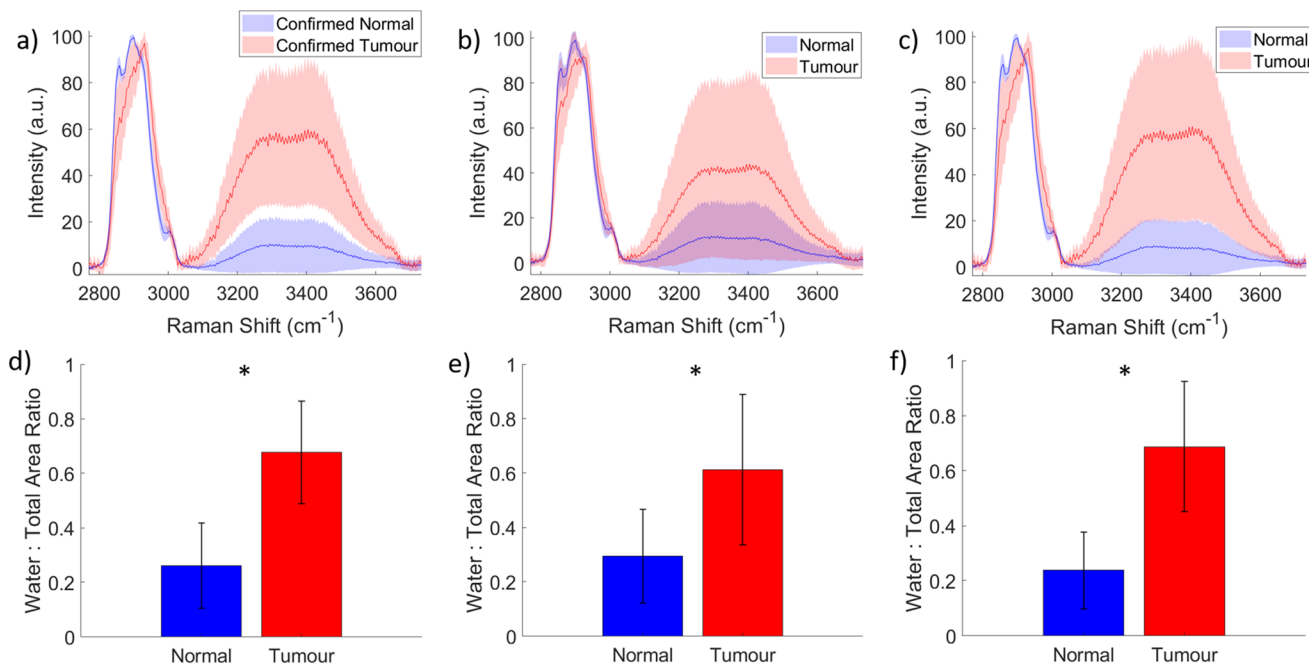 a)
Confirmed Normal
Confirmed Tumour
100
80
60
40
20
0
Intensity (a.u.)
2800 3000 3200 3400 3600
Raman Shift (cm⁻¹)
b)
Normal
Tumour
100
80
60
40
20
0
Intensity (a.u.)
2800 3000 3200 3400 3600
Raman Shift (cm⁻¹)
c)
Normal
Tumour
100
80
60
40
20
0
Intensity (a.u.)
2800 3000 3200 3400 3600
Raman Shift (cm⁻¹)
d)
*
1
0.8
0.6
0.4
0.2
0
Water : Total Area Ratio
Normal Tumour
e)
*
1
0.8
0.6
0.4
0.2
0
Water : Total Area Ratio
Normal Tumour
f)
*
1
0.8
0.6
0.4
0.2
0
Water : Total Area Ratio
Normal Tumour